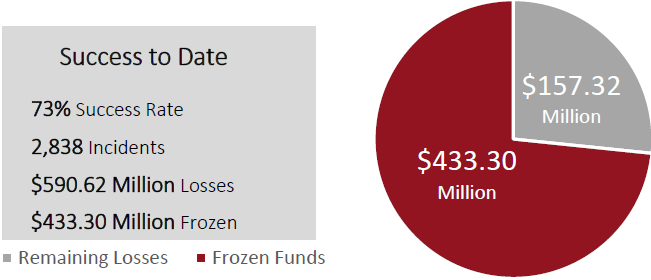 Success to Date
73% Success Rate
2,838 Incidents
$590.62 Million Losses
$433.30 Million Frozen
Remaining Losses
Frozen Funds
$157.32
Million
$433.30
Million